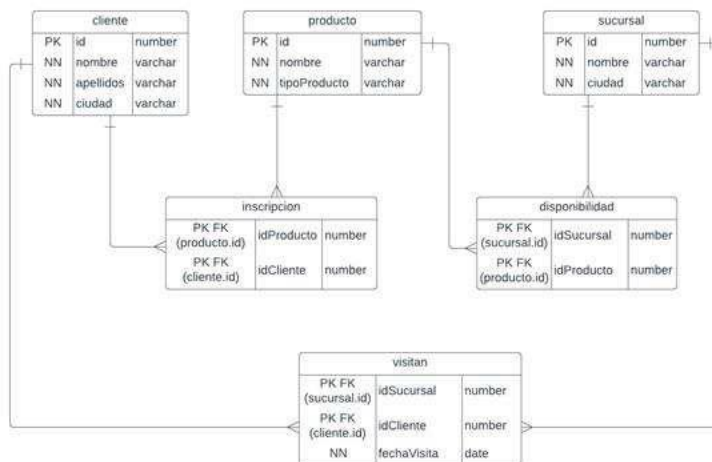 cliente
PK id number
NN nombre varchar
NN apellidos varchar
NN ciudad varchar
producto
PK id number
NN nombre varchar
NN tipoProducto varchar
sucursal
PK id number
NN nombre varchar
NN ciudad varchar
inscripcion
PK FK
(producto.id) idProducto number
PK FK
(cliente.id) idCliente number
disponibilidad
PK FK
(sucursal.id) idSucursal number
PK FK
(producto.id) idProducto number
visitan
PK FK
(sucursal.id) idSucursal number
PK FK
(cliente.id) idCliente number
NN fechaVisita date